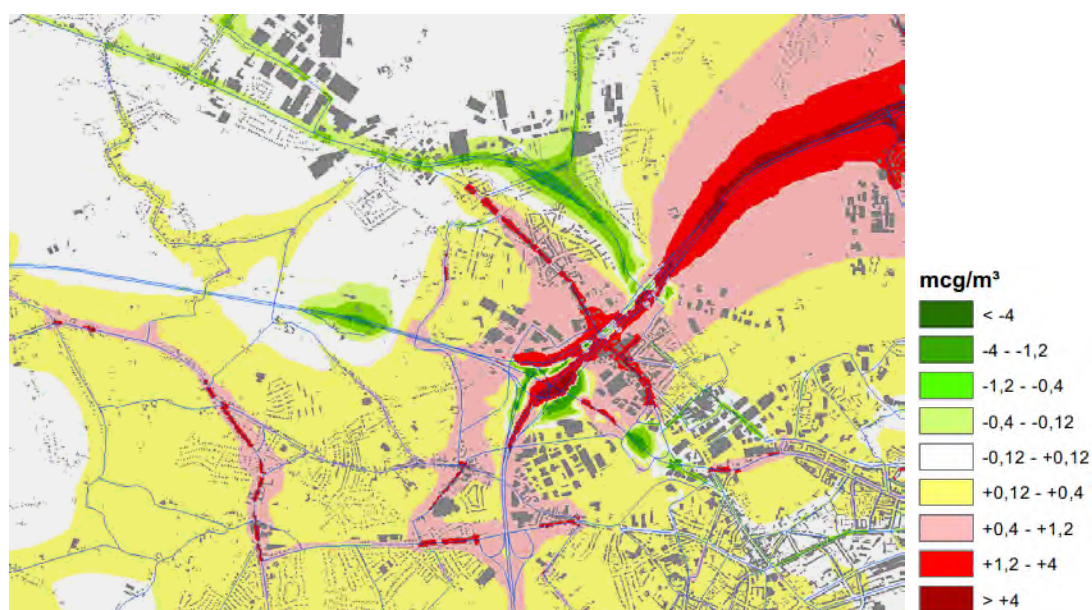 mcg/m³
< -4
-4 - -1,2
-1,2 - -0,4
-0,4 - -0,12
-0,12 - +0,12
+0,12 - +0,4
+0,4 - +1,2
+1,2 - +4
> +4